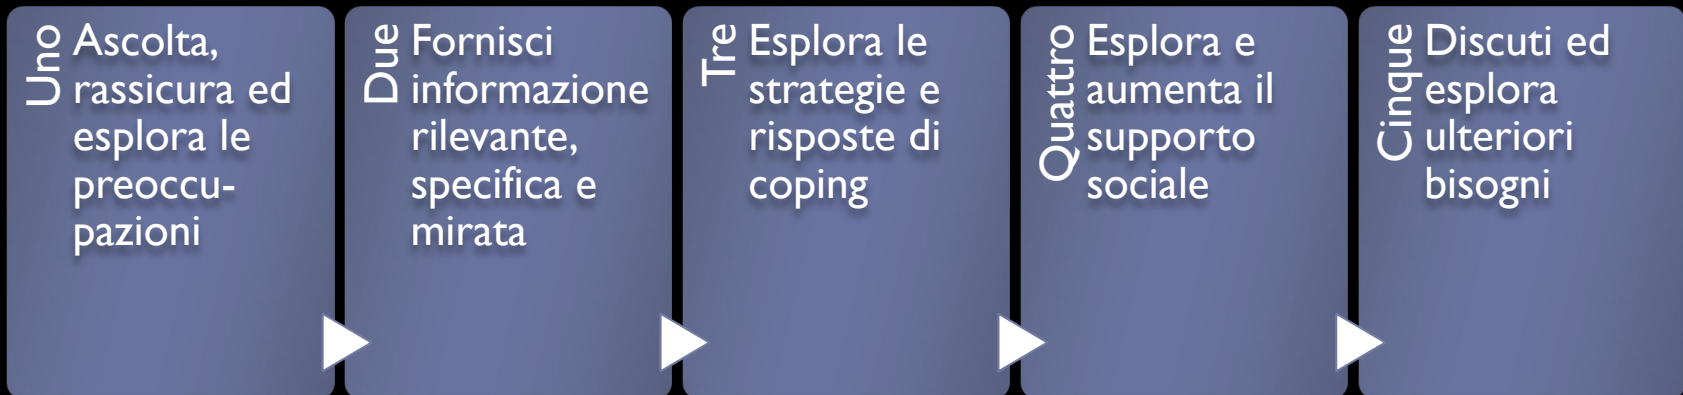 Uno
Ascolta,
rassicura ed
esplora le
preoccu-
pazioni
Due
Fornisci
informazione
rilevante,
specifica e
mirata
Tre
Esplora le
strategie e
risposte di
coping
Quattro
Esplora e
aumenta il
supporto
sociale
Cinque
Discuti ed
esplora
ulteriori
bisogni